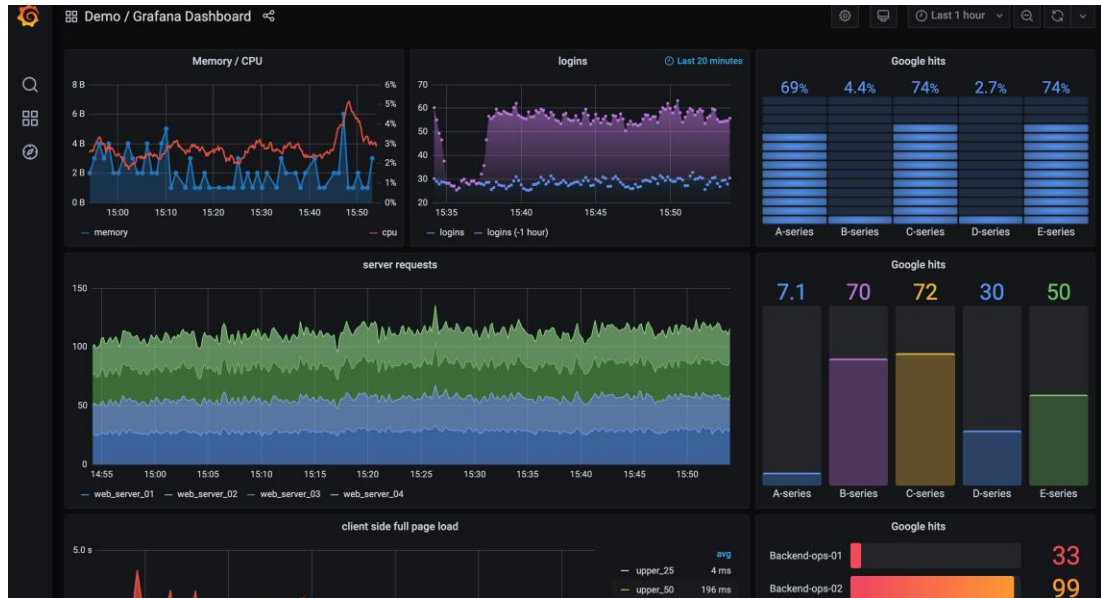 Demo / Grafana Dashboard
Last 1 hour
Memory / CPU
8 B
6 B
4 B
2 B
0 B
6%
5%
4%
3%
2%
1%
0%
15:00 15:10 15:20 15:30 15:40 15:50
memory
cpu
logins
Last 20 minutes
70
60
50
40
30
20
15:35 15:40 15:45 15:50
logins logins (-1 hour)
Google hits
69% 4.4% 74% 2.7% 74%
A-series B-series C-series D-series E-series
server requests
150
100
50
0
14:55 15:00 15:05 15:10 15:15 15:20 15:25 15:30 15:35 15:40 15:45 15:50
web_server_01 web_server_02 web_server_03 web_server_04
Google hits
7.1 70 72 30 50
A-series B-series C-series D-series E-series
client side full page load
5.0 s
avg
upper_25 4 ms
upper_50 196 ms
Google hits
Backend-ops-01 33
Backend-ops-02 99